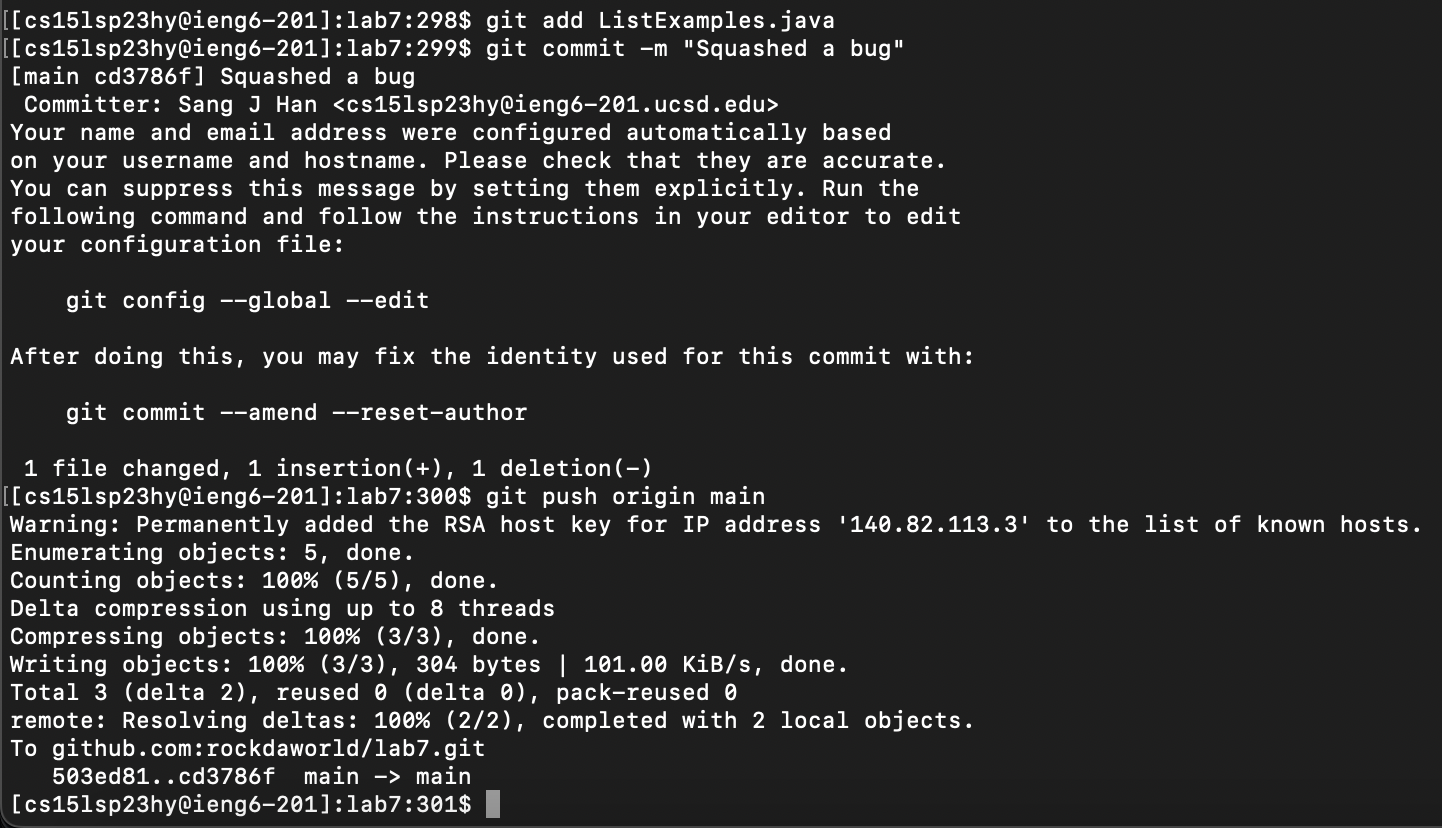 [[cs15lsp23hy@ieng6-201]:lab7:298$ git add ListExamples.java
[[cs15lsp23hy@ieng6-201]:lab7:299$ git commit -m "Squashed a bug"
[main cd3786f] Squashed a bug
 Committer: Sang J Han <cs15lsp23hy@ieng6-201.ucsd.edu>
Your name and email address were configured automatically based
on your username and hostname. Please check that they are accurate.
You can suppress this message by setting them explicitly. Run the
following command and follow the instructions in your editor to edit
your configuration file:

    git config --global --edit

After doing this, you may fix the identity used for this commit with:

    git commit --amend --reset-author

 1 file changed, 1 insertion(+), 1 deletion(-)
[[cs15lsp23hy@ieng6-201]:lab7:300$ git push origin main
Warning: Permanently added the RSA host key for IP address '140.82.113.3' to the list of known hosts.
Enumerating objects: 5, done.
Counting objects: 100% (5/5), done.
Delta compression using up to 8 threads
Compressing objects: 100% (3/3), done.
Writing objects: 100% (3/3), 304 bytes | 101.00 KiB/s, done.
Total 3 (delta 2), reused 0 (delta 0), pack-reused 0
remote: Resolving deltas: 100% (2/2), completed with 2 local objects.
To github.com:rockdaworld/lab7.git
   503ed81..cd3786f  main -> main
[cs15lsp23hy@ieng6-201]:lab7:301$